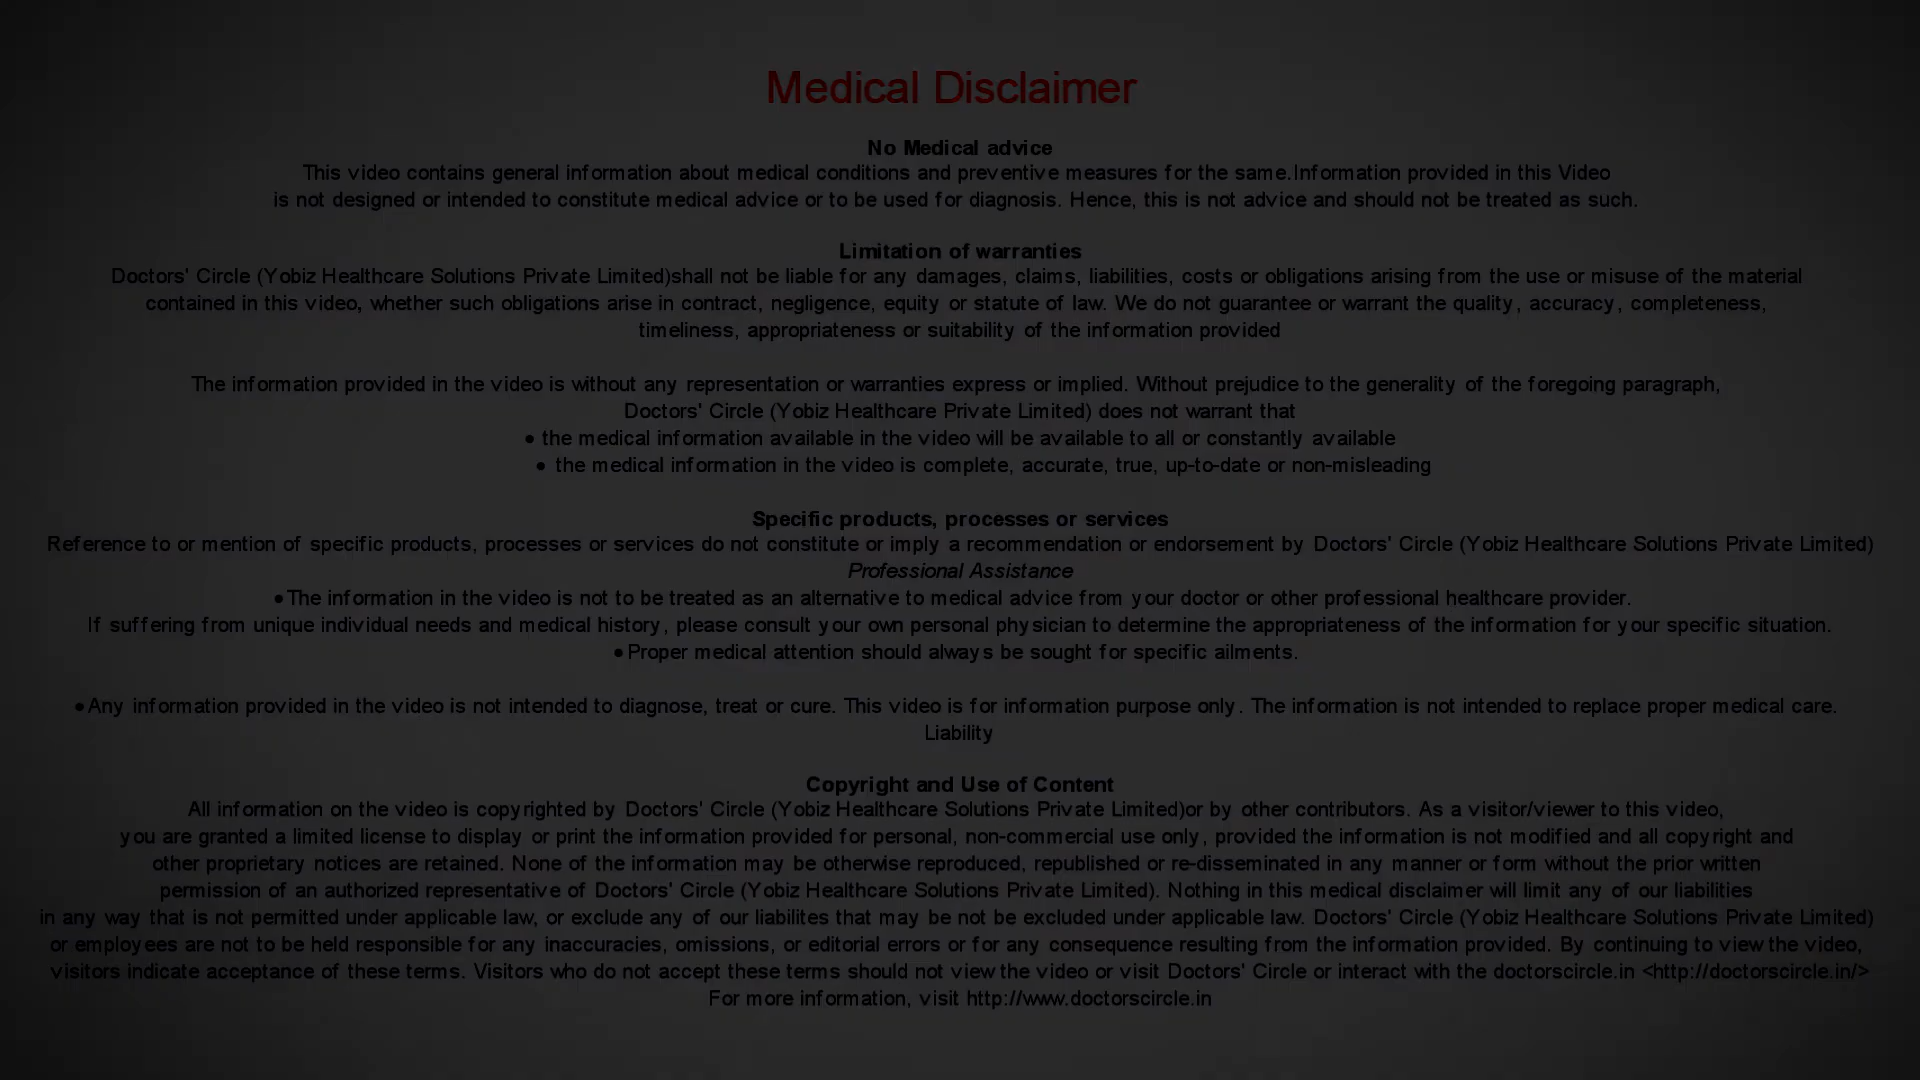 Medical Disclaimer
No Medical advice
This video contains general information about medical conditions and preventive measures for the same.Information provided in this Video
is not designed or intended to constitute medical advice or to be used for diagnosis. Hence, this is not advice and should not be treated as such.
Limitation of warranties
Doctors' Circle (Yobiz Healthcare Solutions Private Limited)shall not be liable for any damages, claims, liabilities, costs or obligations arising from the use or misuse of the material
contained in this video, whether such obligations arise in contract, negligence, equity or statute of law. We do not guarantee or warrant the quality, accuracy, completeness,
timeliness, appropriateness or suitability of the information provided
The information provided in the video is without any representation or warranties express or implied. Without prejudice to the generality of the foregoing paragraph,
Doctors' Circle (Yobiz Healthcare Private Limited) does not warrant that
● the medical information available in the video will be available to all or constantly available
● the medical information in the video is complete, accurate, true, up-to-date or non-misleading
Specific products, processes or services
Reference to or mention of specific products, processes or services do not constitute or imply a recommendation or endorsement by Doctors' Circle (Yobiz Healthcare Solutions Private Limited)
Professional Assistance
●The information in the video is not to be treated as an alternative to medical advice from your doctor or other professional healthcare provider.
If suffering from unique individual needs and medical history, please consult your own personal physician to determine the appropriateness of the information for your specific situation.
●Proper medical attention should always be sought for specific ailments.
●Any information provided in the video is not intended to diagnose, treat or cure. This video is for information purpose only. The information is not intended to replace proper medical care.
Liability
Copyright and Use of Content
All information on the video is copyrighted by Doctors' Circle (Yobiz Healthcare Solutions Private Limited)or by other contributors. As a visitor/viewer to this video,
you are granted a limited license to display or print the information provided for personal, non-commercial use only, provided the information is not modified and all copyright and
other proprietary notices are retained. None of the information may be otherwise reproduced, republished or re-disseminated in any manner or form without the prior written
permission of an authorized representative of Doctors' Circle (Yobiz Healthcare Solutions Private Limited). Nothing in this medical disclaimer will limit any of our liabilities
in any way that is not permitted under applicable law, or exclude any of our liabilites that may be not be excluded under applicable law. Doctors' Circle (Yobiz Healthcare Solutions Private Limited)
or employees are not to be held responsible for any inaccuracies, omissions, or editorial errors or for any consequence resulting from the information provided. By continuing to view the video,
visitors indicate acceptance of these terms. Visitors who do not accept these terms should not view the video or visit Doctors' Circle or interact with the doctorscircle.in <http://doctorscircle.in/>
For more information, visit http://www.doctorscircle.in